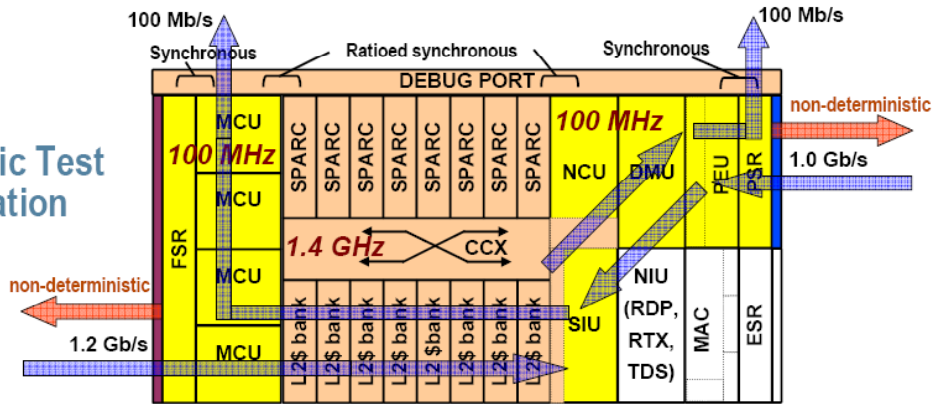 100 Mb/s
100 Mb/s
Synchronous
Ratioed synchronous
Synchronous
DEBUG PORT
ic Test
ation
FSR
MCU
100 MHz
MCU
MCU
MCU
SPARC
SPARC
SPARC
SPARC
SPARC
SPARC
SPARC
SPARC
1.4 GHz
CCX
L2$ bank
L2$ bank
L2$ bank
L2$ bank
L2 $bank
L2$ bank
L2$ bank
L2$ bank
100 MHz
NCU
DMU
PEU
PSR
SIU
NIU
(RDP,
RTX,
TDS)
MAC
ESR
non-deterministic
1.0 Gb/s
non-deterministic
1.2 Gb/s